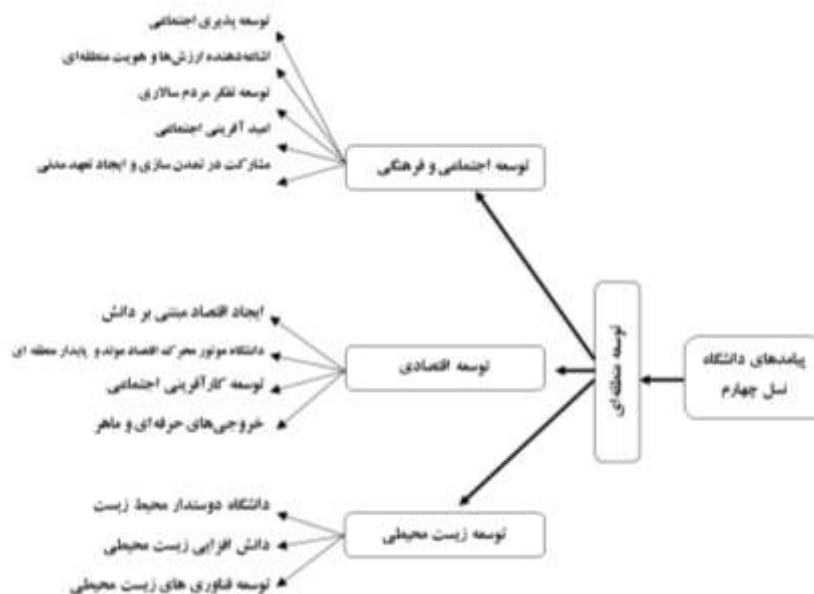 پیامدهای دانشگاه
نسل چهارم
توسعه منطقه‌ای
توسعه اجتماعی و فرهنگی
توسعه پذیری اجتماعی
اشاعه‌دهنده ارزش‌ها و هویت منطقه‌ای
توسعه تفکر مردم سالاری
امید آفرینی اجتماعی
مشارکت در تمدن سازی و ایجاد تعهد مدنی
توسعه اقتصادی
ایجاد اقتصاد مبتنی بر دانش
دانشگاه موتور محرک اقتصاد مولد و پایدار منطقه ای
توسعه کارآفرینی اجتماعی
خروجی‌های حرفه‌ای و ماهر
توسعه زیست محیطی
دانشگاه دوستدار محیط زیست
دانش افزایی زیست محیطی
توسعه فناوری های زیست محیطی